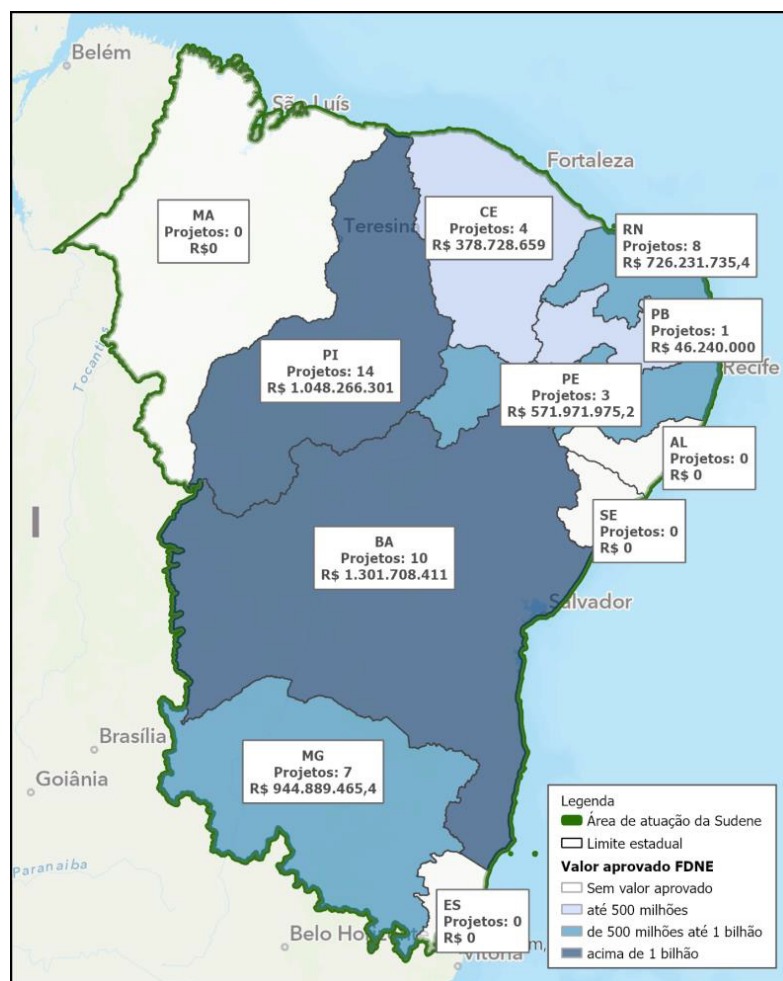 Belém
São Luís
Fortaleza
MA
Projetos: 0
R$0
Teresina
CE
Projetos: 4
R$ 378.728.659
RN
Projetos: 8
R$ 726.231.735,4
PB
Projetos: 1
R$ 46.240.000
Recife
Tocantins
PI
Projetos: 14
R$ 1.048.266.301
PE
Projetos: 3
R$ 571.971.975,2
AL
Projetos: 0
R$ 0
SE
Projetos: 0
R$ 0
BA
Projetos: 10
R$ 1.301.708.411
Salvador
Brasília
MG
Projetos: 7
R$ 944.889.465,4
Goiânia
Paranaíba
ES
Projetos: 0
R$ 0
Belo Horizonte
Vitória
Legenda
Área de atuação da Sudene
Limite estadual
Valor aprovado FDNE
Sem valor aprovado
até 500 milhões
de 500 milhões até 1 bilhão
acima de 1 bilhão